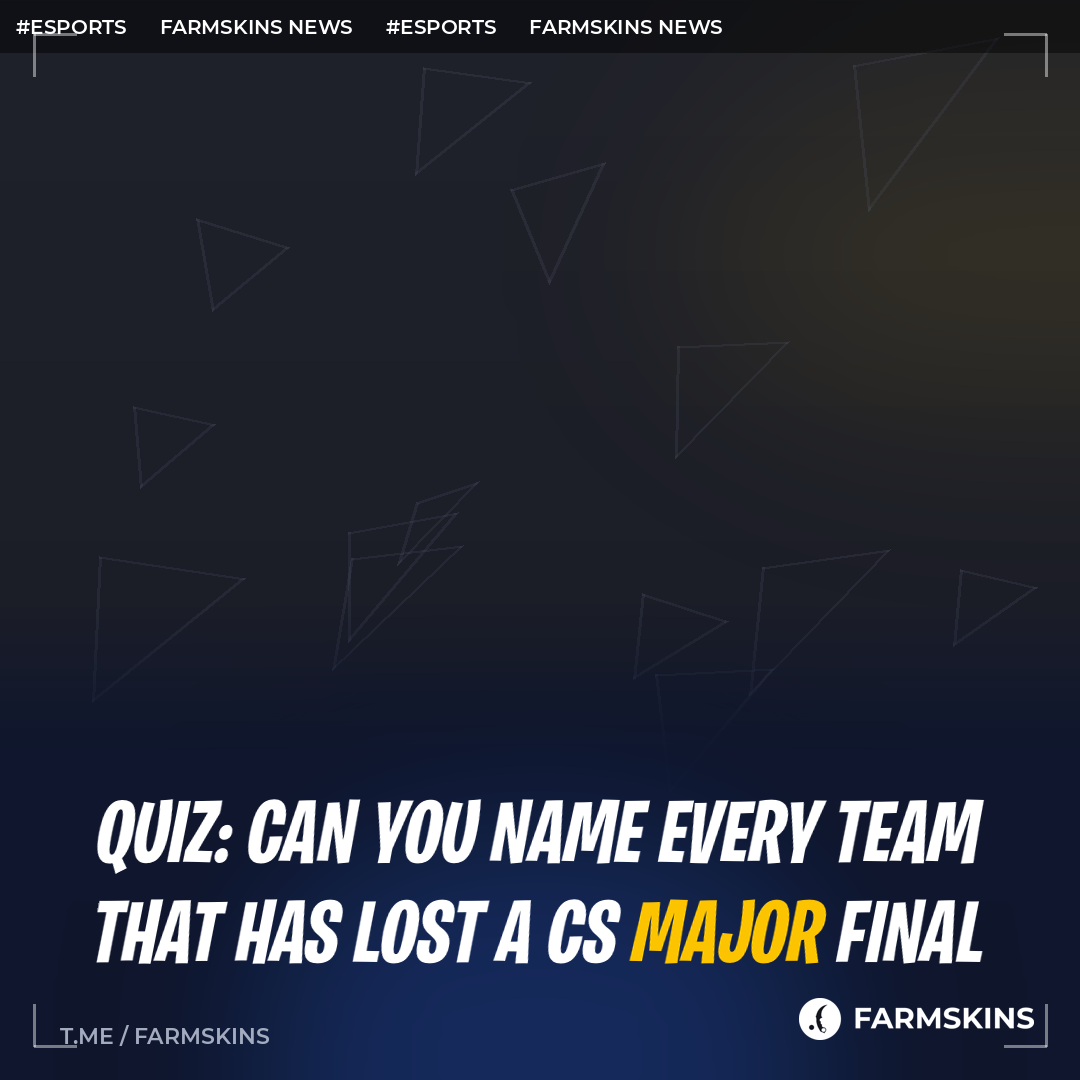 #ESPORTS FARMSKINS NEWS #ESPORTS FARMSKINS NEWS
QUIZ: CAN YOU NAME EVERY TEAM
THAT HAS LOST A CS MAJOR FINAL
T.ME / FARMSKINS
FARMSKINS